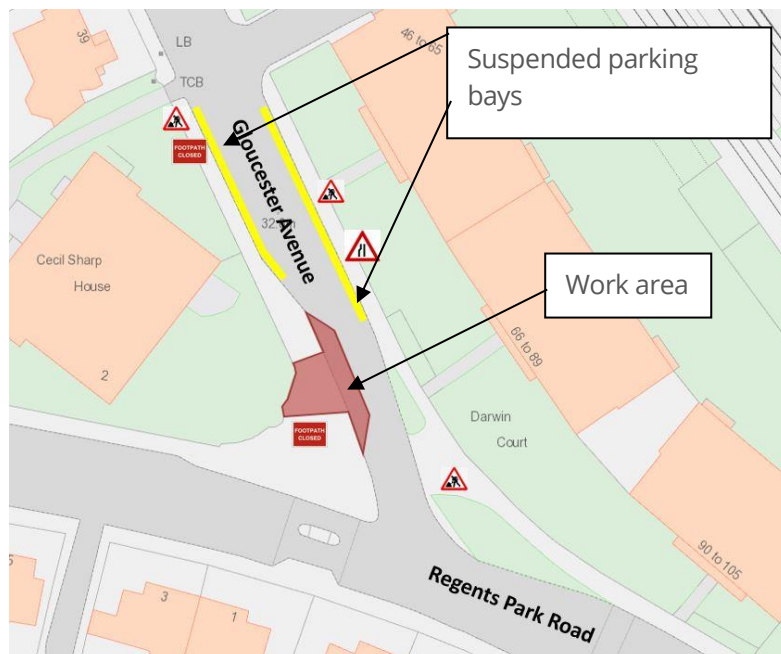 39
LB
TCB
46 to 65
Suspended parking
bays
FOOTPATH
CLOSED
Gloucester Avenue
Cecil Sharp
House
Work area
66 to 89
2
FOOTPATH
CLOSED
Darwin
Court
90 to 105
3
1
Regents Park Road